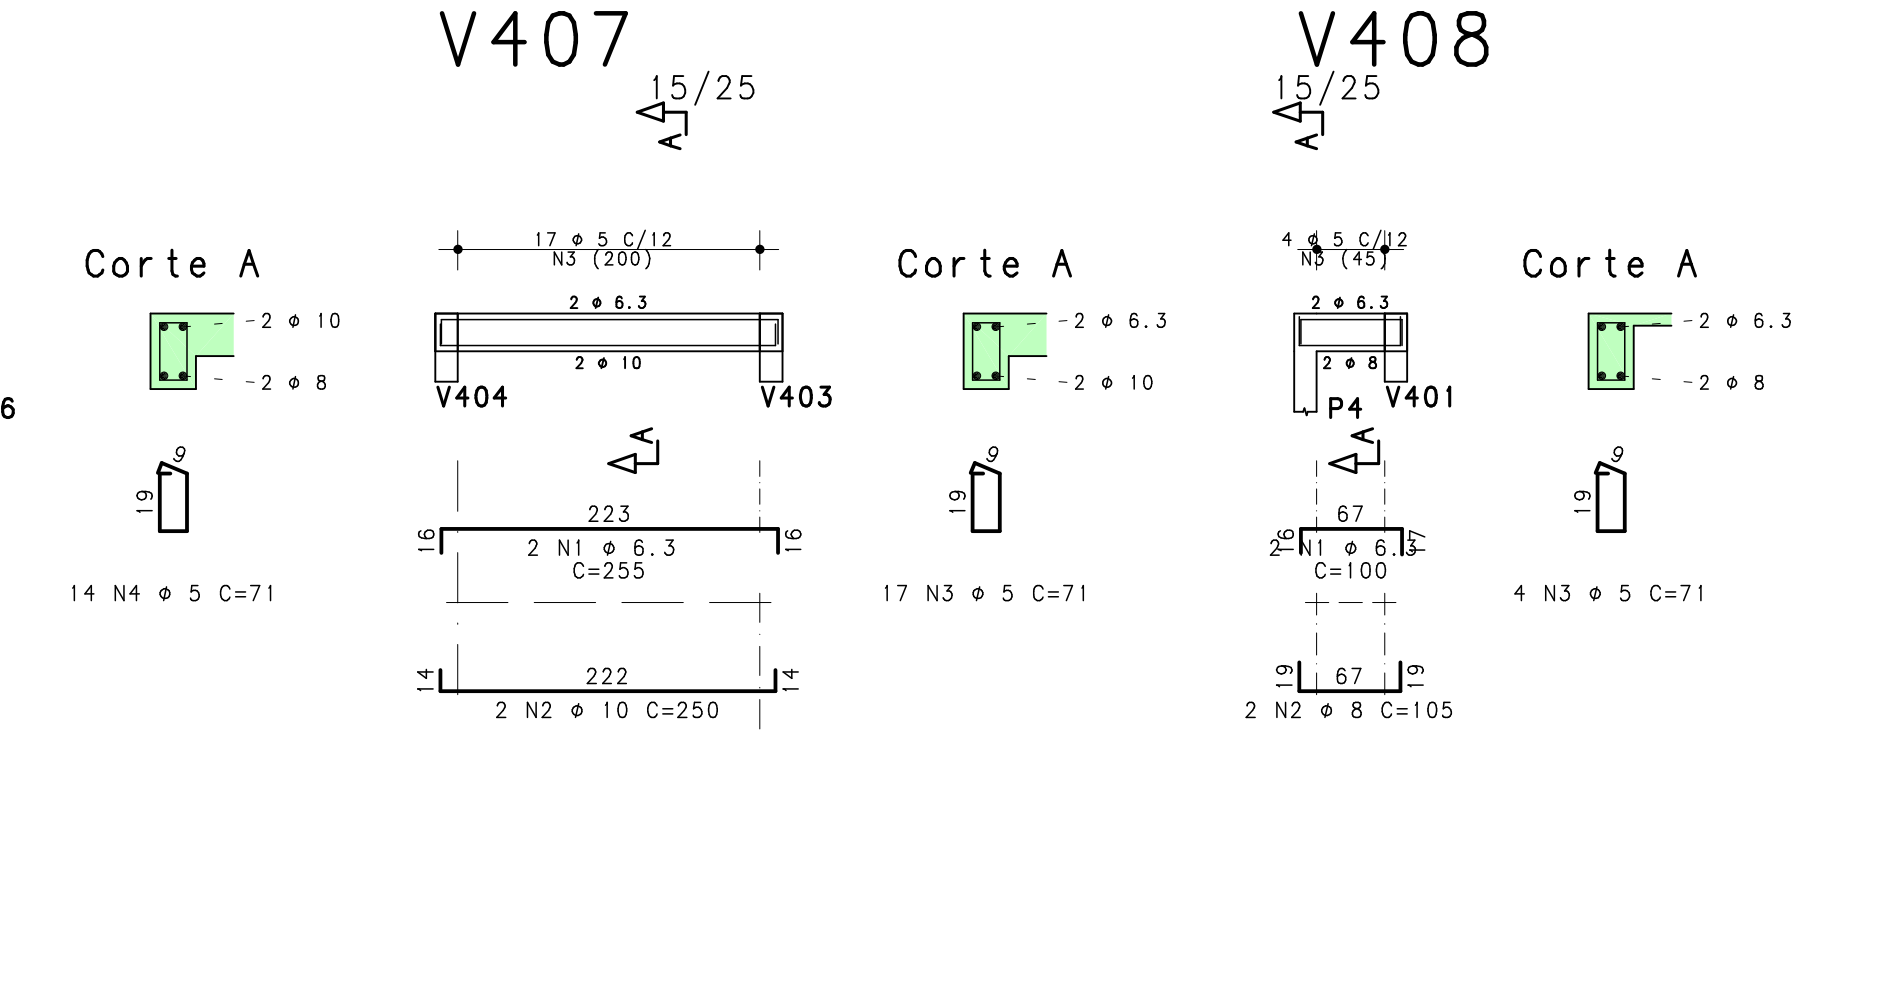 V407
15/25
A
17 ø 5 C/12
N3 (200)
2 ø 6.3
2 ø 10
V404
V403
A
223
16
16
2 N1 ø 6.3
C=255
222
14
14
2 N2 ø 10 C=250
Corte A
2 ø 10
2 ø 8
6
9
19
14 N4 ø 5 C=71
Corte A
2 ø 6.3
2 ø 10
9
19
17 N3 ø 5 C=71
V408
15/25
A
4 ø 5 C/12
N3 (45)
2 ø 6.3
2 ø 8
P4
V401
A
67
16
17
2 N1 ø 6.3
C=100
67
19
19
2 N2 ø 8 C=105
Corte A
2 ø 6.3
2 ø 8
9
19
4 N3 ø 5 C=71